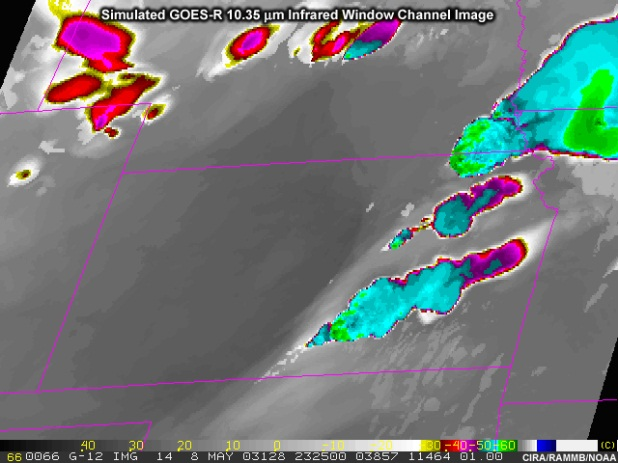 Simulated GOES-R 10.35 µm Infrared Window Channel Image
40 30 20 10 0 -10 -20 -30 -40 -50 -60 (C)
66 0066 G-12 IMG 14 8 MAY 03128 232500 03857 11464 01 00
CIRA/RAMMB/NOAA